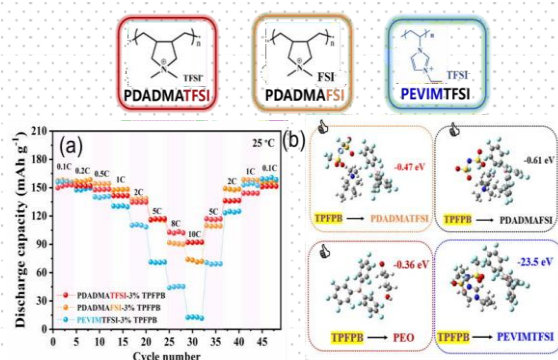 n
n
n
N
+
TFSI⁻
N
+
FSI⁻
N
N
+
TFSI⁻
PDADMATFSI
PDADMAFSI
PEVIMTFSI
(a)
25 ℃
0.1C
0.2C
0.5C
1C
2C
5C
8C
10C
5C
2C
1C
0.1C
210
180
150
120
90
60
30
0
Discharge capacity (mAh g⁻¹)
PDADMATFSI-3% TPFPB
PDADMAFSI-3% TPFPB
PEVIMTFSI-3% TPFPB
0 5 10 15 20 25 30 35 40 45 50
Cycle number
(b)
-0.47 eV
TPFPB → PDADMATFSI
-0.61 eV
TPFPB → PDADMAFSI
-0.36 eV
TPFPB → PEO
-23.5 eV
TPFPB → PEVIMTFSI